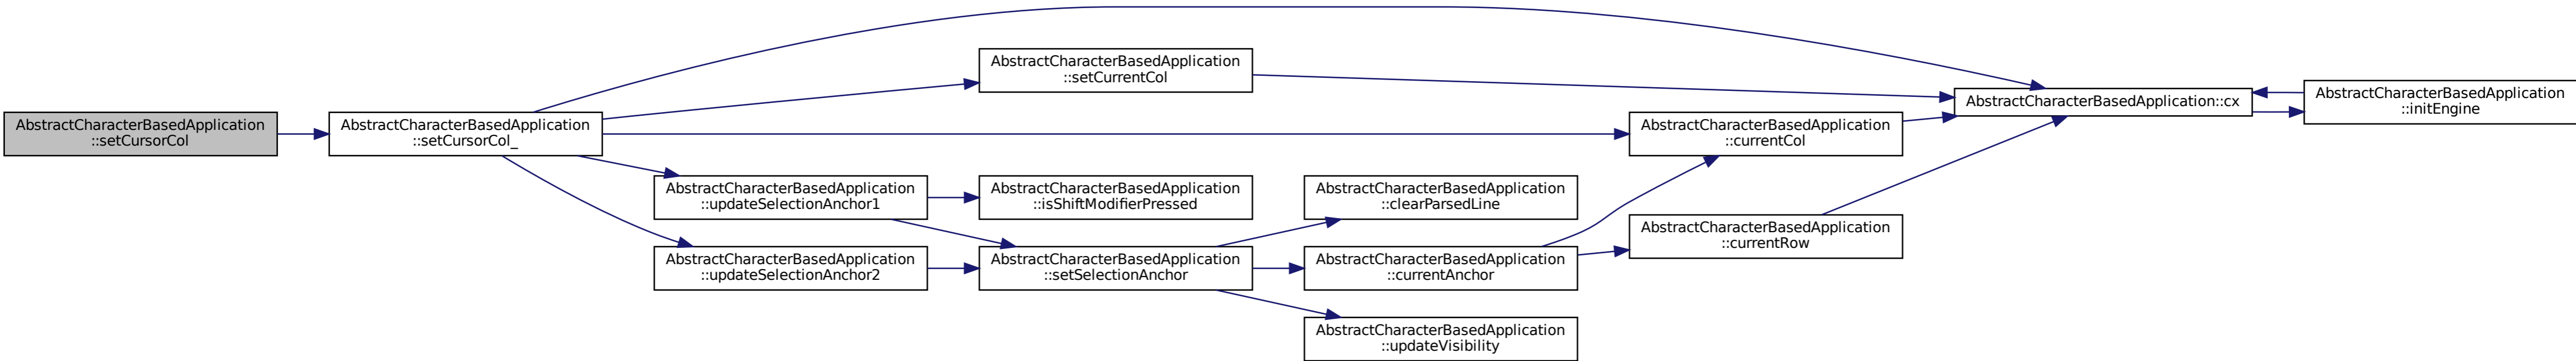 AbstractCharacterBasedApplication
::setCursorCol
AbstractCharacterBasedApplication
::setCursorCol_
AbstractCharacterBasedApplication
::setCurrentCol
AbstractCharacterBasedApplication
::updateSelectionAnchor1
AbstractCharacterBasedApplication
::updateSelectionAnchor2
AbstractCharacterBasedApplication
::isShiftModifierPressed
AbstractCharacterBasedApplication
::setSelectionAnchor
AbstractCharacterBasedApplication
::clearParsedLine
AbstractCharacterBasedApplication
::currentAnchor
AbstractCharacterBasedApplication
::updateVisibility
AbstractCharacterBasedApplication
::currentCol
AbstractCharacterBasedApplication
::currentRow
AbstractCharacterBasedApplication::cx
AbstractCharacterBasedApplication
::initEngine